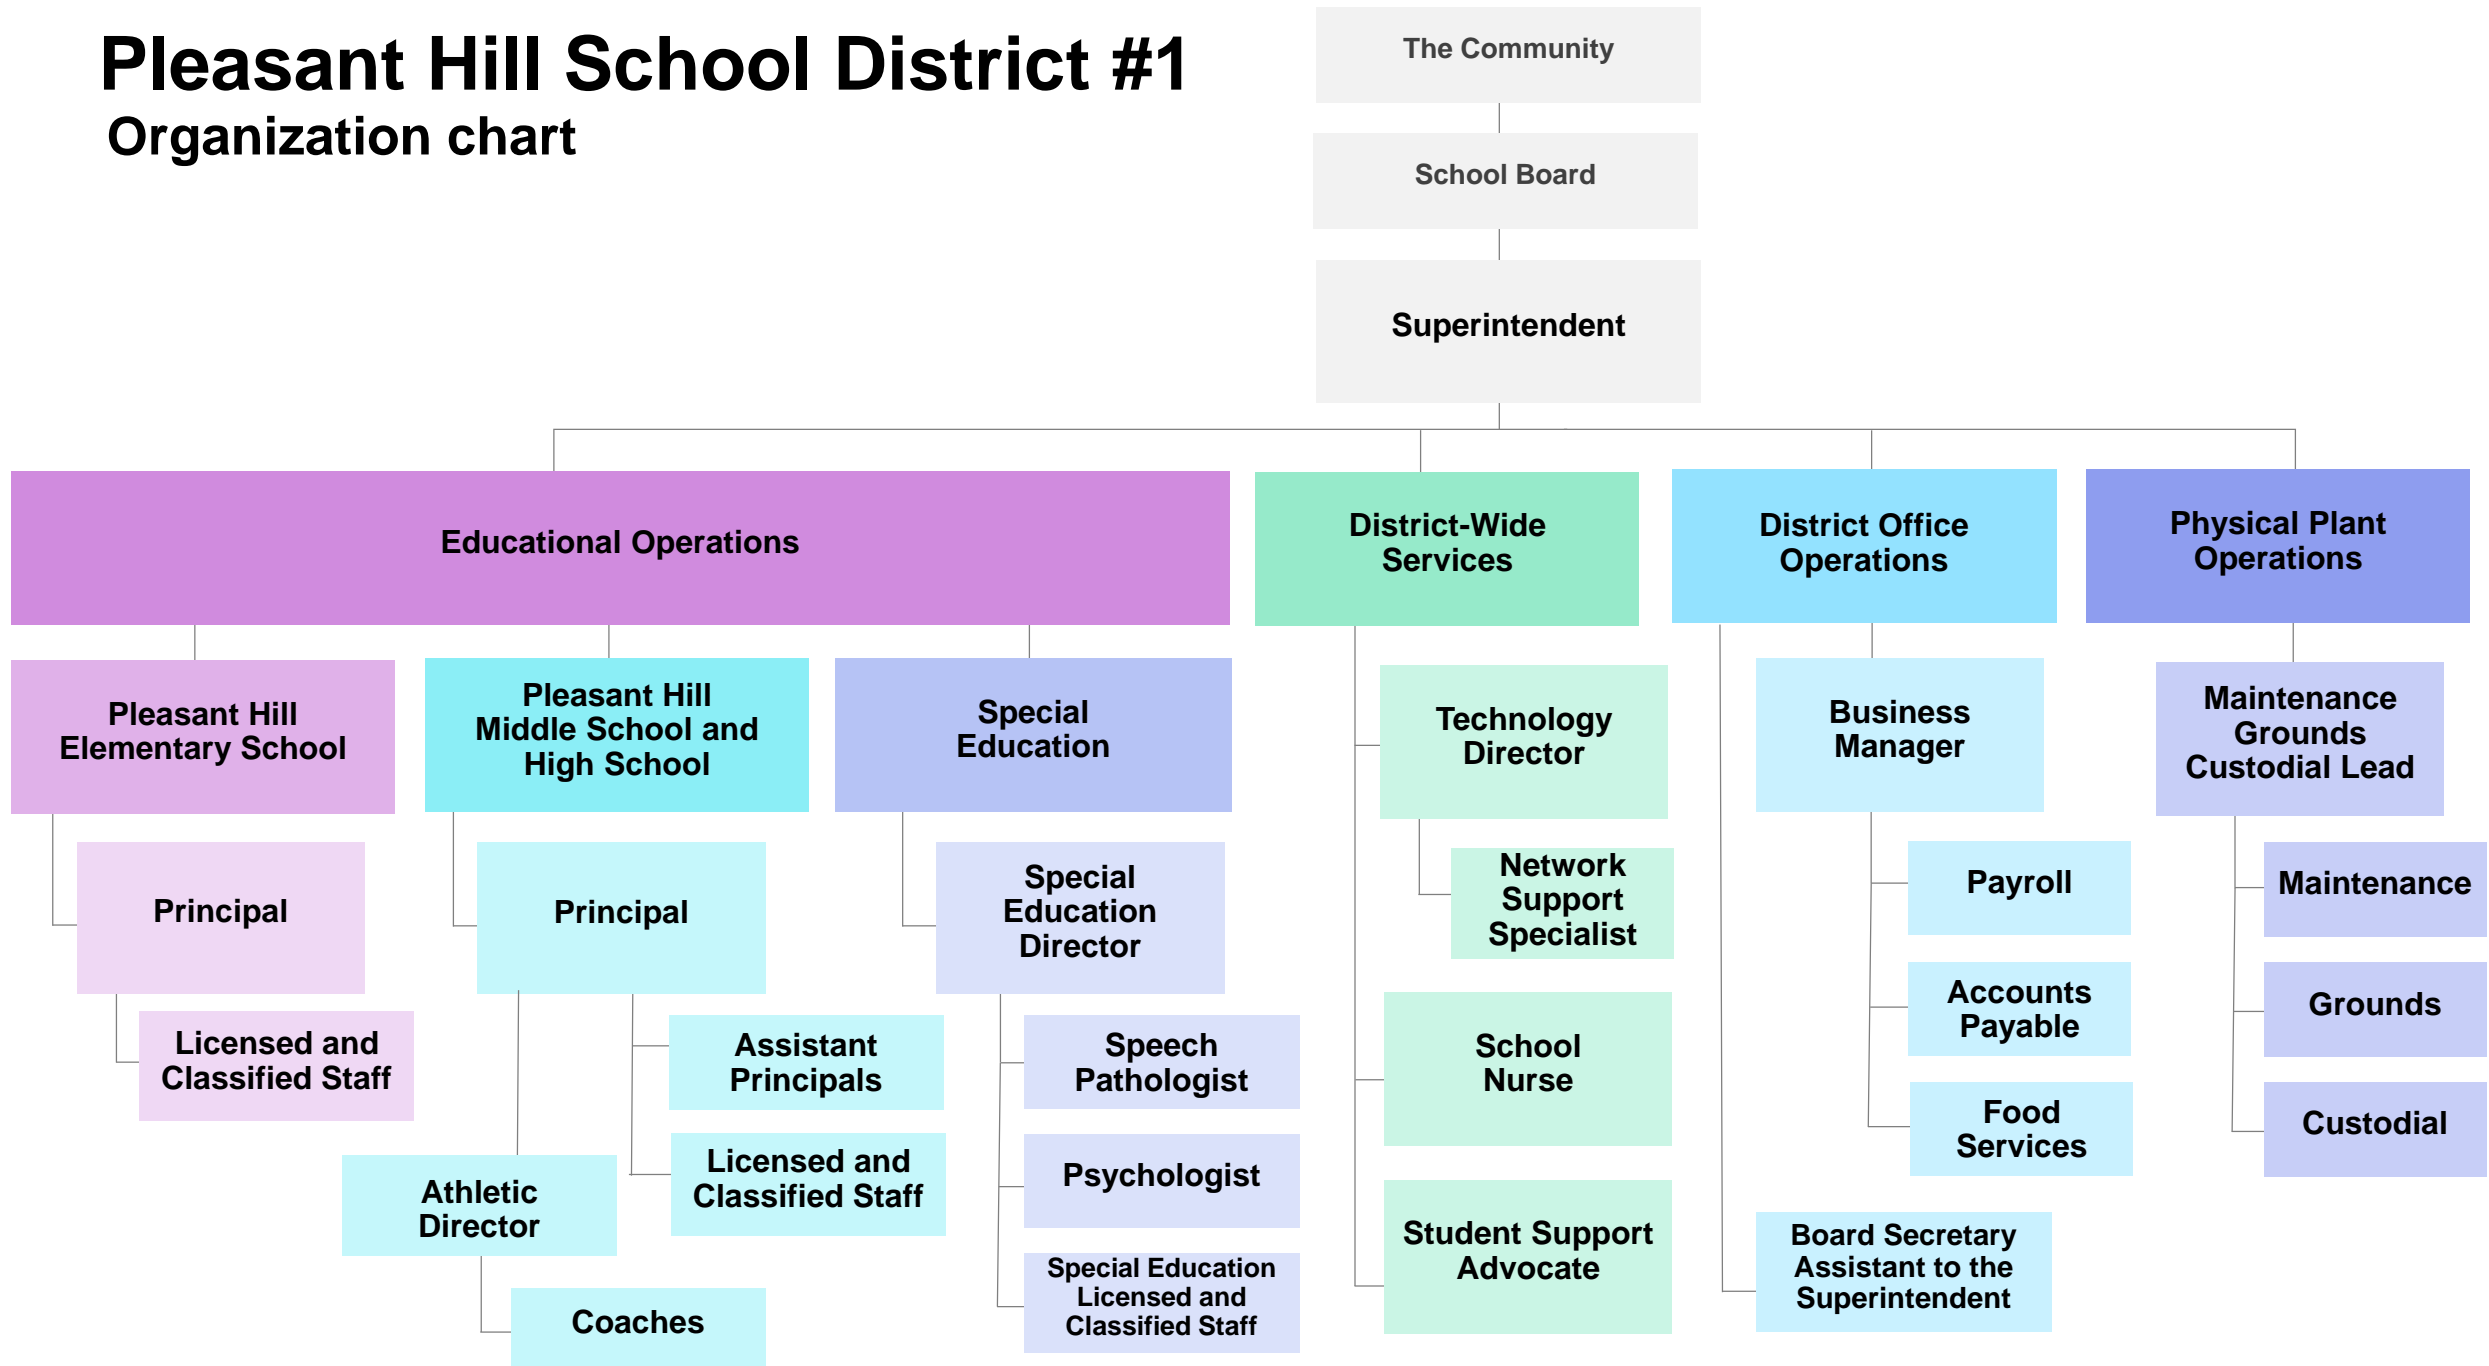 Pleasant Hill School District #1
Organization chart
The Community
School Board
Superintendent
Educational Operations
District-Wide
Services
District Office
Operations
Physical Plant
Operations
Pleasant Hill
Elementary School
Principal
Licensed and
Classified Staff
Pleasant Hill
Middle School and
High School
Principal
Assistant
Principals
Licensed and
Classified Staff
Athletic
Director
Coaches
Special
Education
Special
Education
Director
Speech
Pathologist
Psychologist
Special Education
Licensed and
Classified Staff
Technology
Director
Network
Support
Specialist
School
Nurse
Student Support
Advocate
Business
Manager
Payroll
Accounts
Payable
Food
Services
Board Secretary
Assistant to the
Superintendent
Maintenance
Grounds
Custodial Lead
Maintenance
Grounds
Custodial